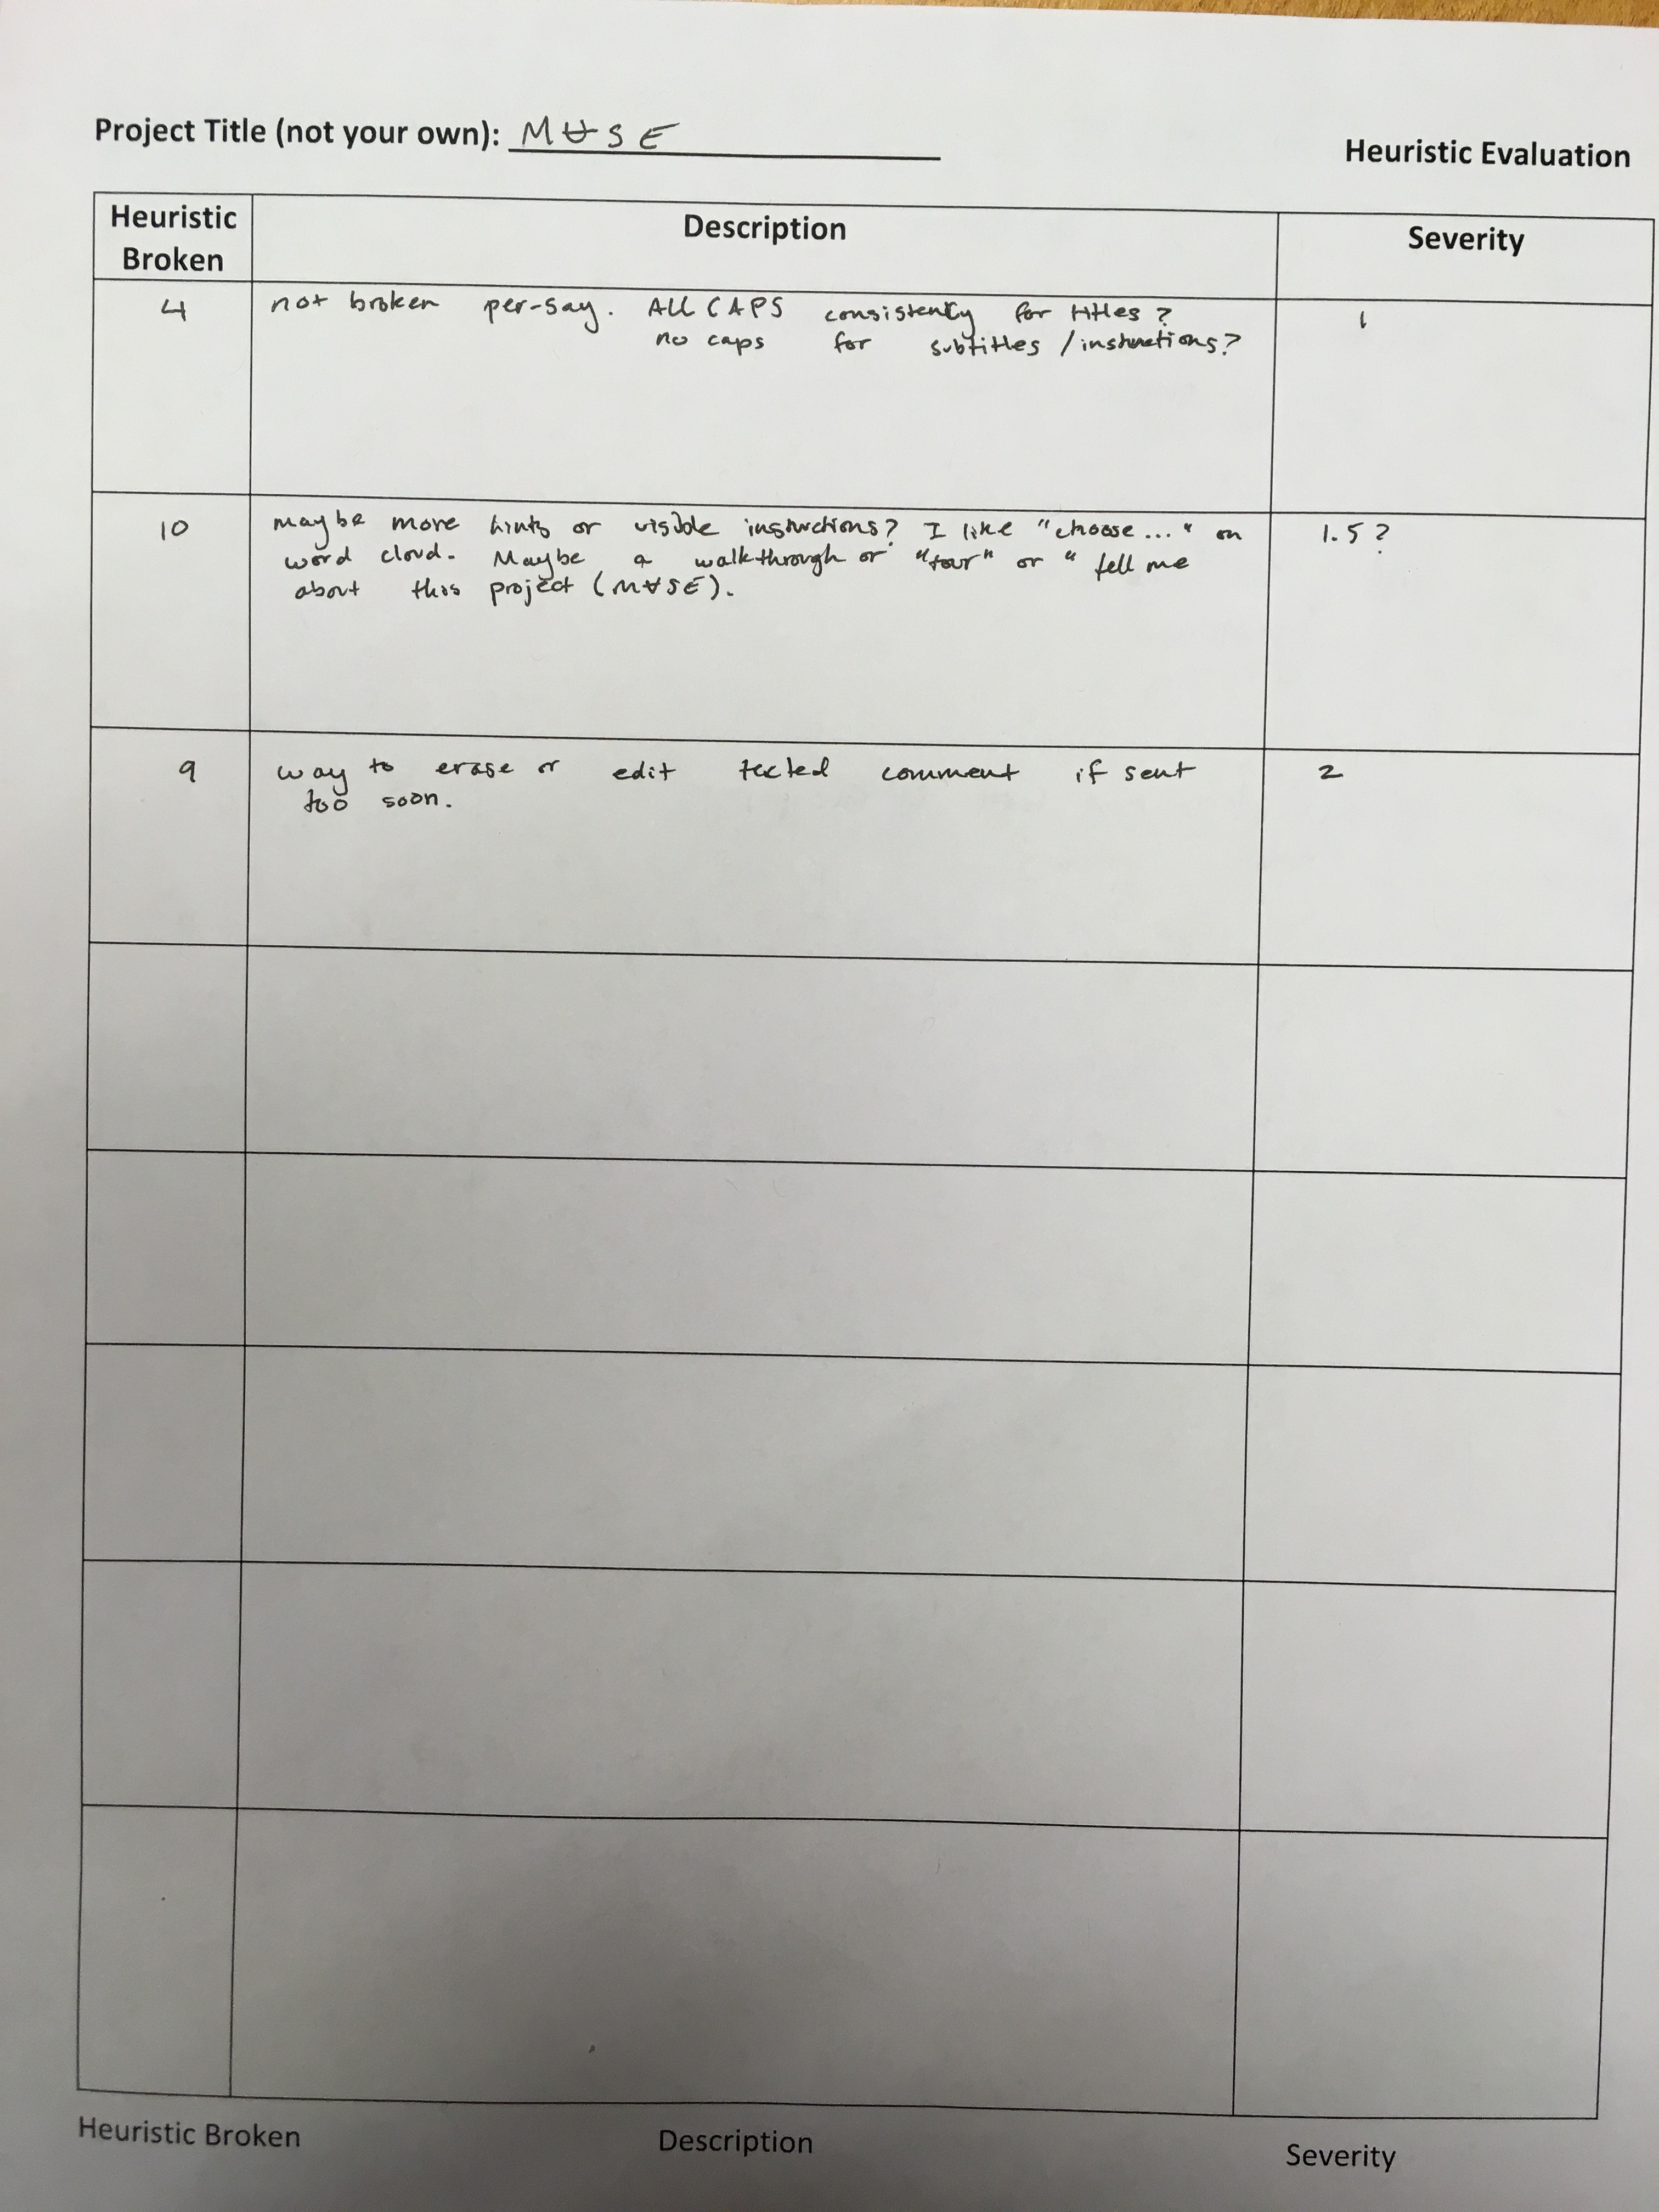 Project Title (not your own): MUSE
Heuristic Evaluation
Heuristic Broken
Description
Severity
4
not broken per-say. ALL CAPS consistently for titles?
no caps for subtitles / instructions?
1
10
maybe more hints or visible instructions? I like "choose..." on
word cloud. Maybe a walkthrough or "tour" or "tell me
about this project (M∀SE).
1.5?
9
way to erase or edit texted comment if sent
too soon.
2
Heuristic Broken
Description
Severity